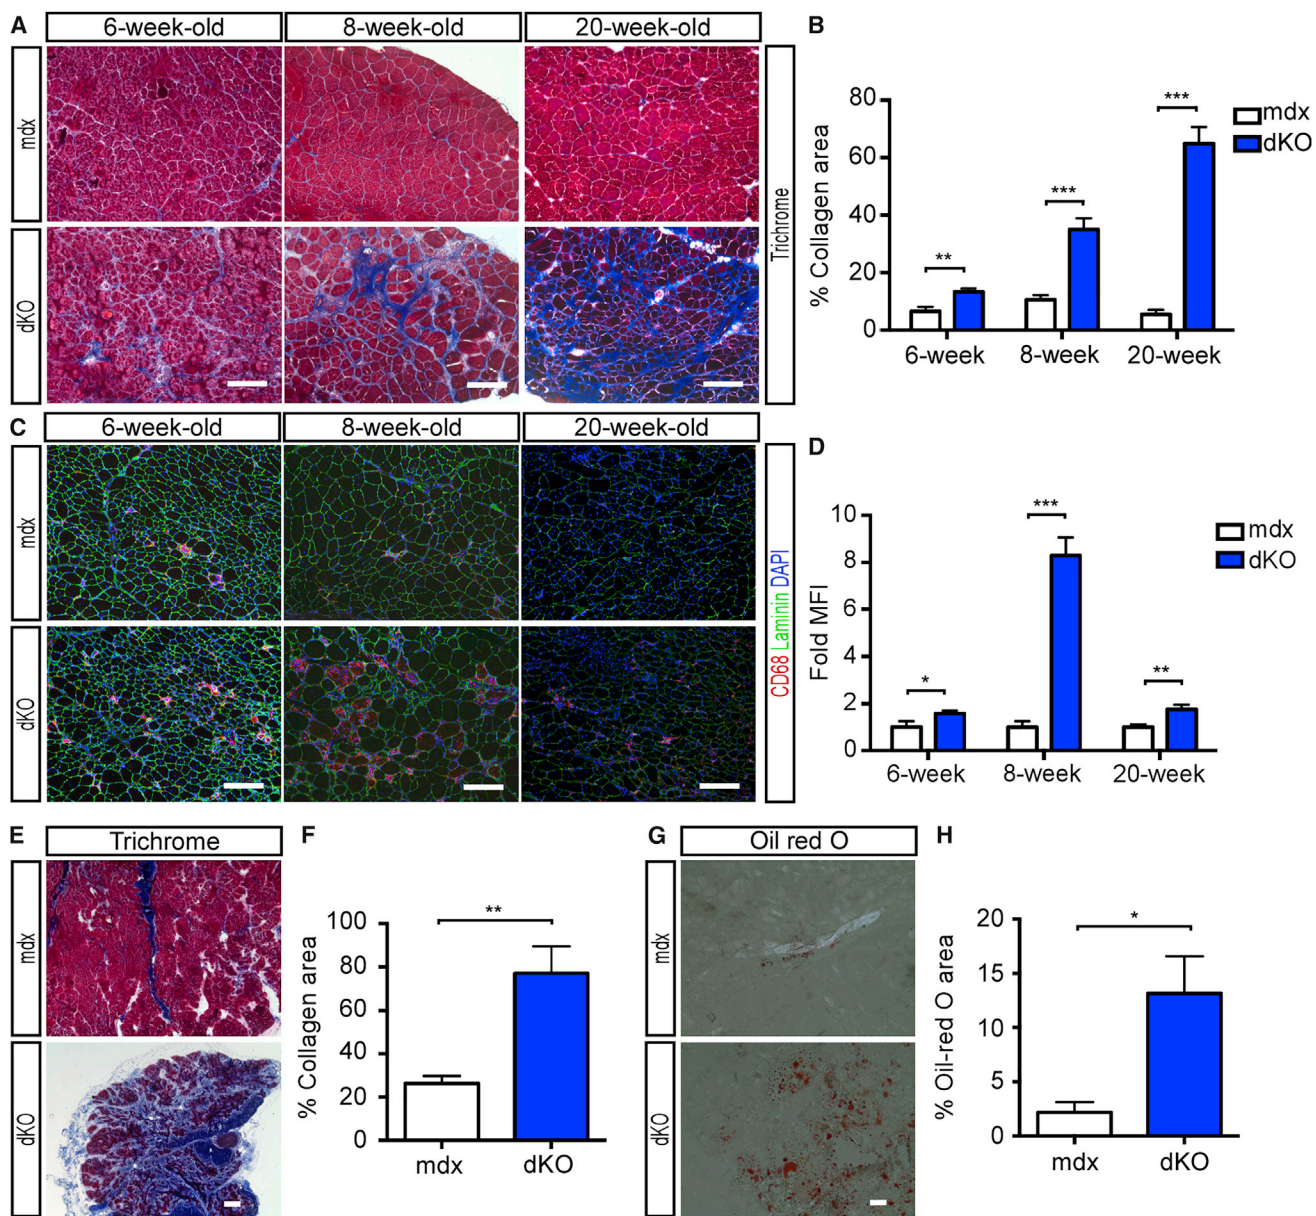 A
6-week-old
8-week-old
20-week-old
mdx
dKO
Trichrome
B
% Collagen area
80
60
40
20
0
**
***
***
6-week
8-week
20-week
mdx
dKO
C
6-week-old
8-week-old
20-week-old
mdx
dKO
CD68 Laminin DAPI
D
Fold MFI
10
8
6
4
2
0
*
***
**
6-week
8-week
20-week
mdx
dKO
E
Trichrome
mdx
dKO
F
% Collagen area
100
80
60
40
20
0
**
mdx
dKO
G
Oil red O
mdx
dKO
H
% Oil-red O area
20
15
10
5
0
*
mdx
dKO